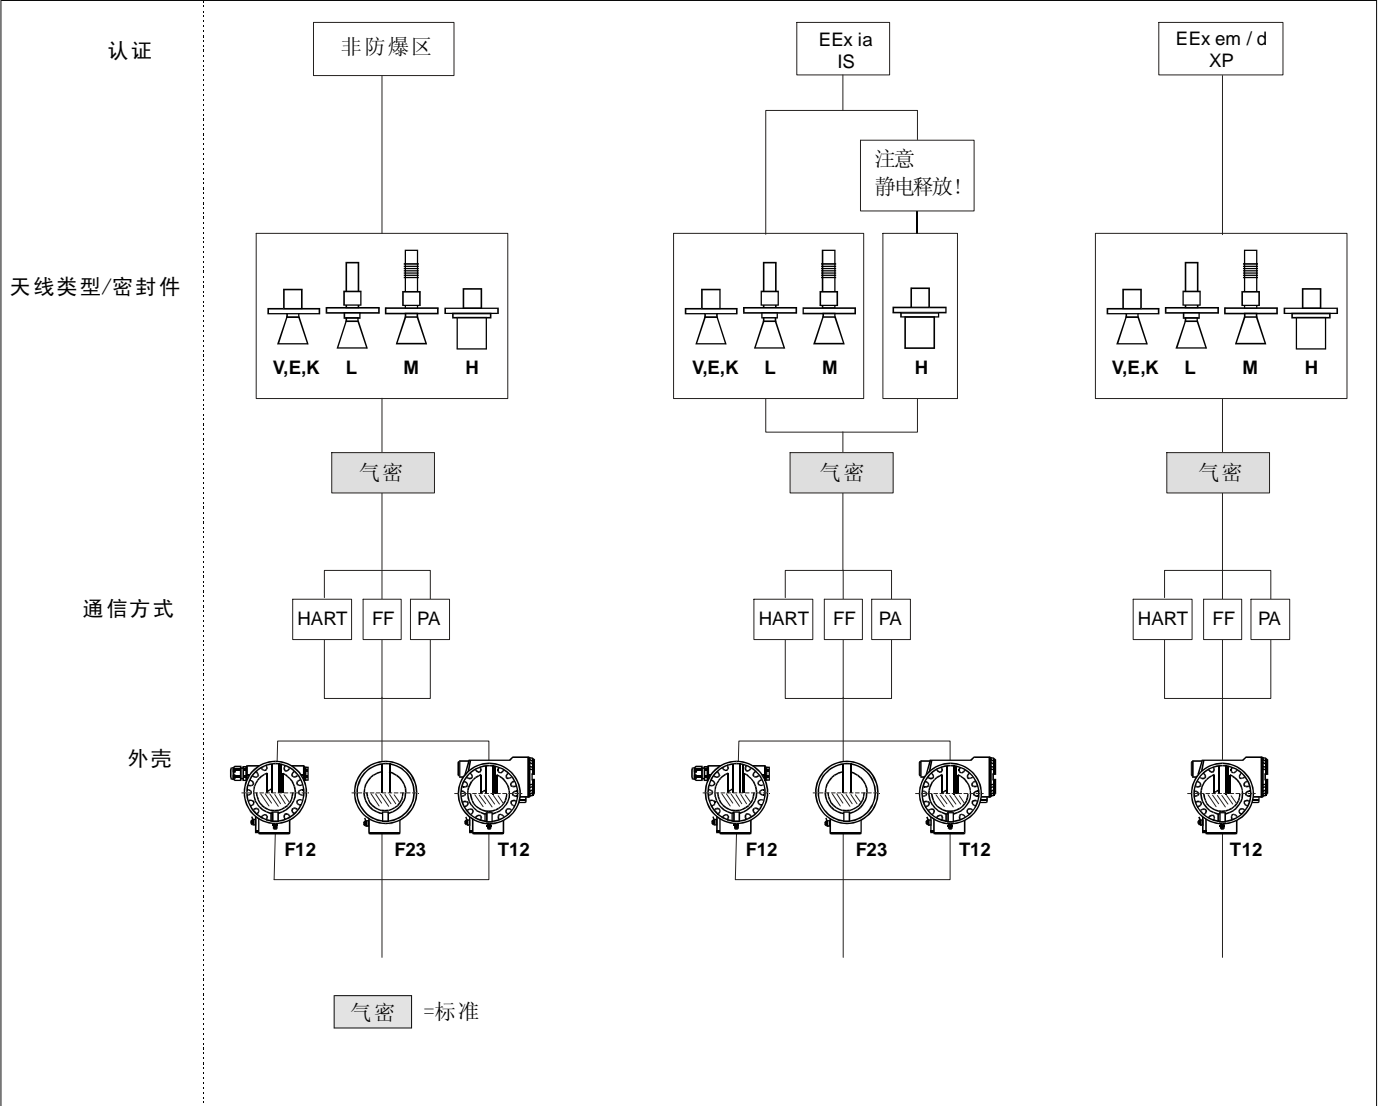 认证
非防爆区
EEx ia
IS
EEx em / d
XP
注意
静电释放!
天线类型/密封件
V,E,K L M H
V,E,K L M H
V,E,K L M H
气密
气密
气密
通信方式
HART FF PA
HART FF PA
HART FF PA
外壳
F12 F23 T12
F12 F23 T12
T12
气密 =标准